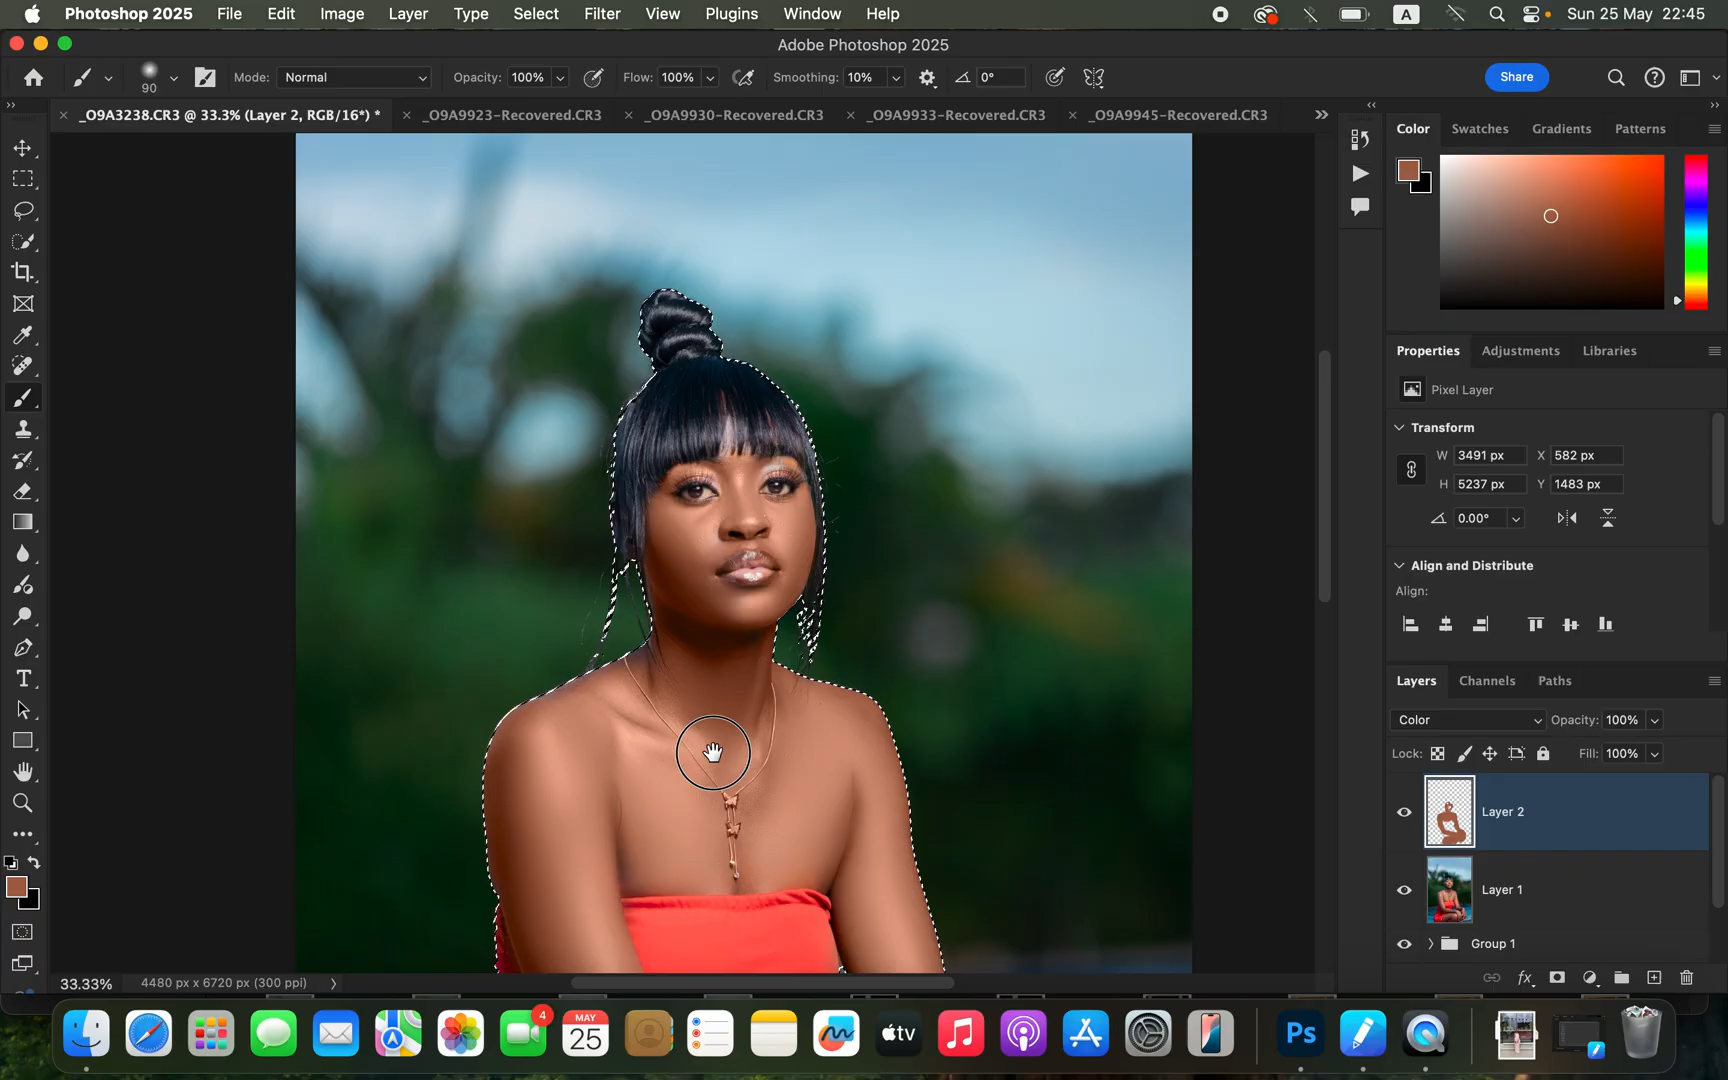 Photoshop 2025 File Edit Image Layer Type Select Filter View Plugins Window Help A Sun 25 May 22:45
Adobe Photoshop 2025
90 Mode: Normal Opacity: 100% Flow: 100% Smoothing: 10% 0° Share
_O9A3238.CR3 @ 33.3% (Layer 2, RGB/16*) * _O9A9923-Recovered.CR3 _O9A9930-Recovered.CR3 _O9A9933-Recovered.CR3 _O9A9945-Recovered.CR3
Color Swatches Gradients Patterns
Properties Adjustments Libraries
Pixel Layer
Transform
W 3491 px X 582 px
H 5237 px Y 1483 px
0.00°
Align and Distribute
Align:
Layers Channels Paths
Color Opacity: 100%
Lock: Fill: 100%
Layer 2
Layer 1
Group 1
fx
33.33% 4480 px x 6720 px (300 ppi)
4
MAY
25
tv
Ps